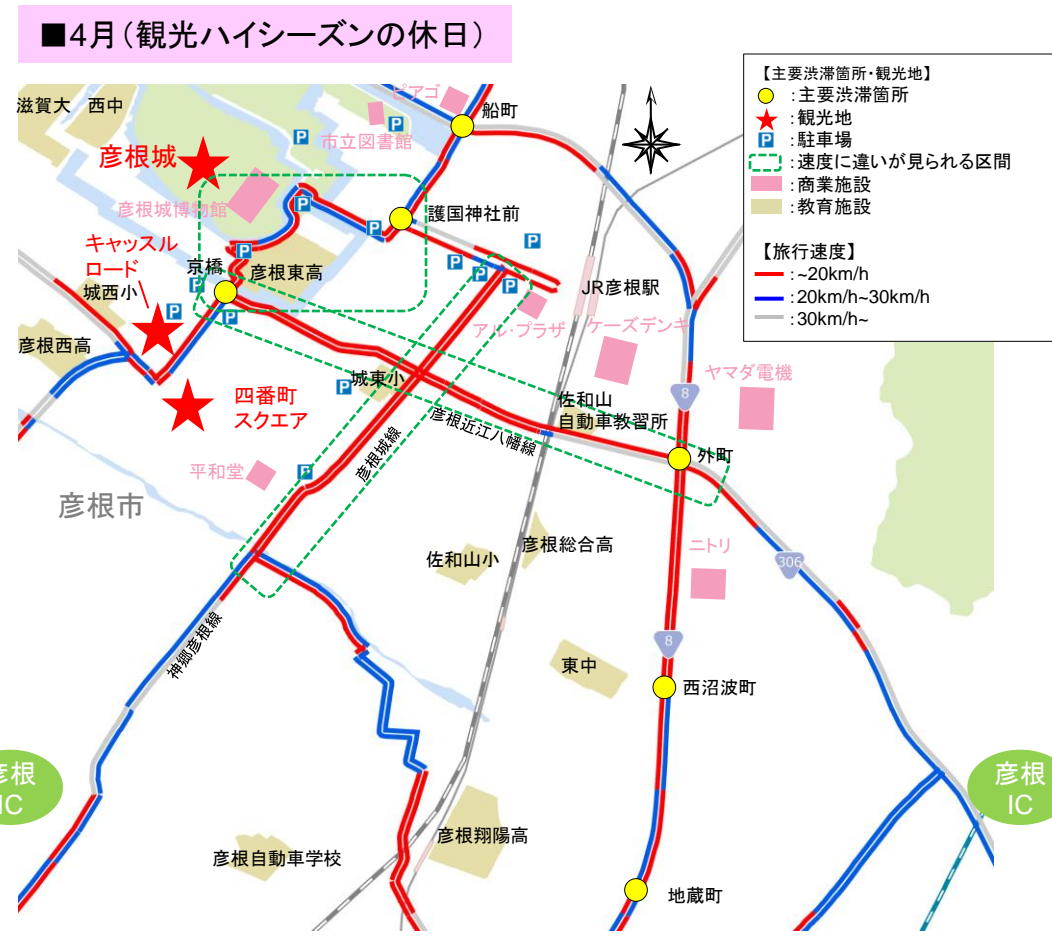 ■4月(観光ハイシーズンの休日)
【主要渋滞箇所・観光地】
:主要渋滞箇所
:観光地
P
:駐車場
:速度に違いが見られる区間
:商業施設
:教育施設
【旅行速度】
:~20km/h
:20km/h~30km/h
:30km/h~
滋賀大 西中
ピアゴ
船町
P
P
市立図書館
彦根城
彦根城博物館
P
P
護国神社前
P
キャッスル
ロード
京橋
P
彦根東高
P
P
P
P
城西小
P
P
JR彦根駅
アル・プラザ
ケーズデンキ
彦根西高
四番町
スクエア
P
城東小
8
ヤマダ電機
佐和山
自動車教習所
彦根近江八幡線
彦根城線
外町
平和堂
P
彦根市
佐和山小
彦根総合高
ニトリ
306
神郷彦根線
8
東中
西沼波町
彦根
IC
彦根
IC
彦根翔陽高
彦根自動車学校
地蔵町